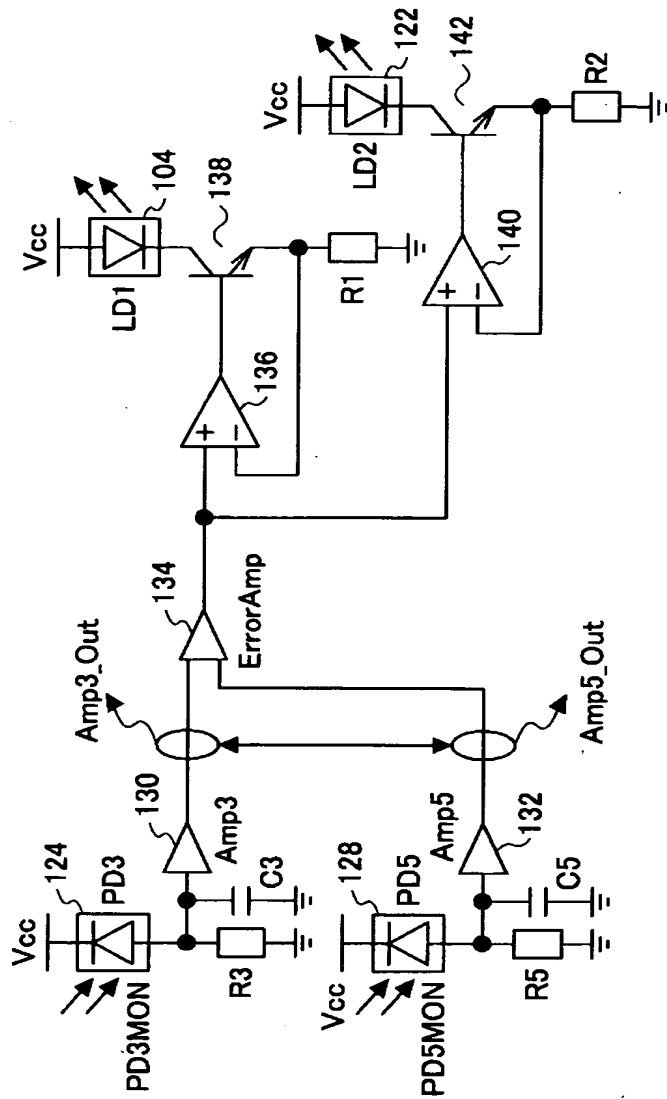 Vcc
124
PD3
PD3MON
R3
C3
130
Amp3
Amp3_Out
134
ErrorAmp
Vcc
104
LD1
138
+
−
136
R1
Vcc
122
LD2
142
+
−
140
R2
Vcc
128
PD5
PD5MON
R5
C5
Amp5
132
Amp5_Out